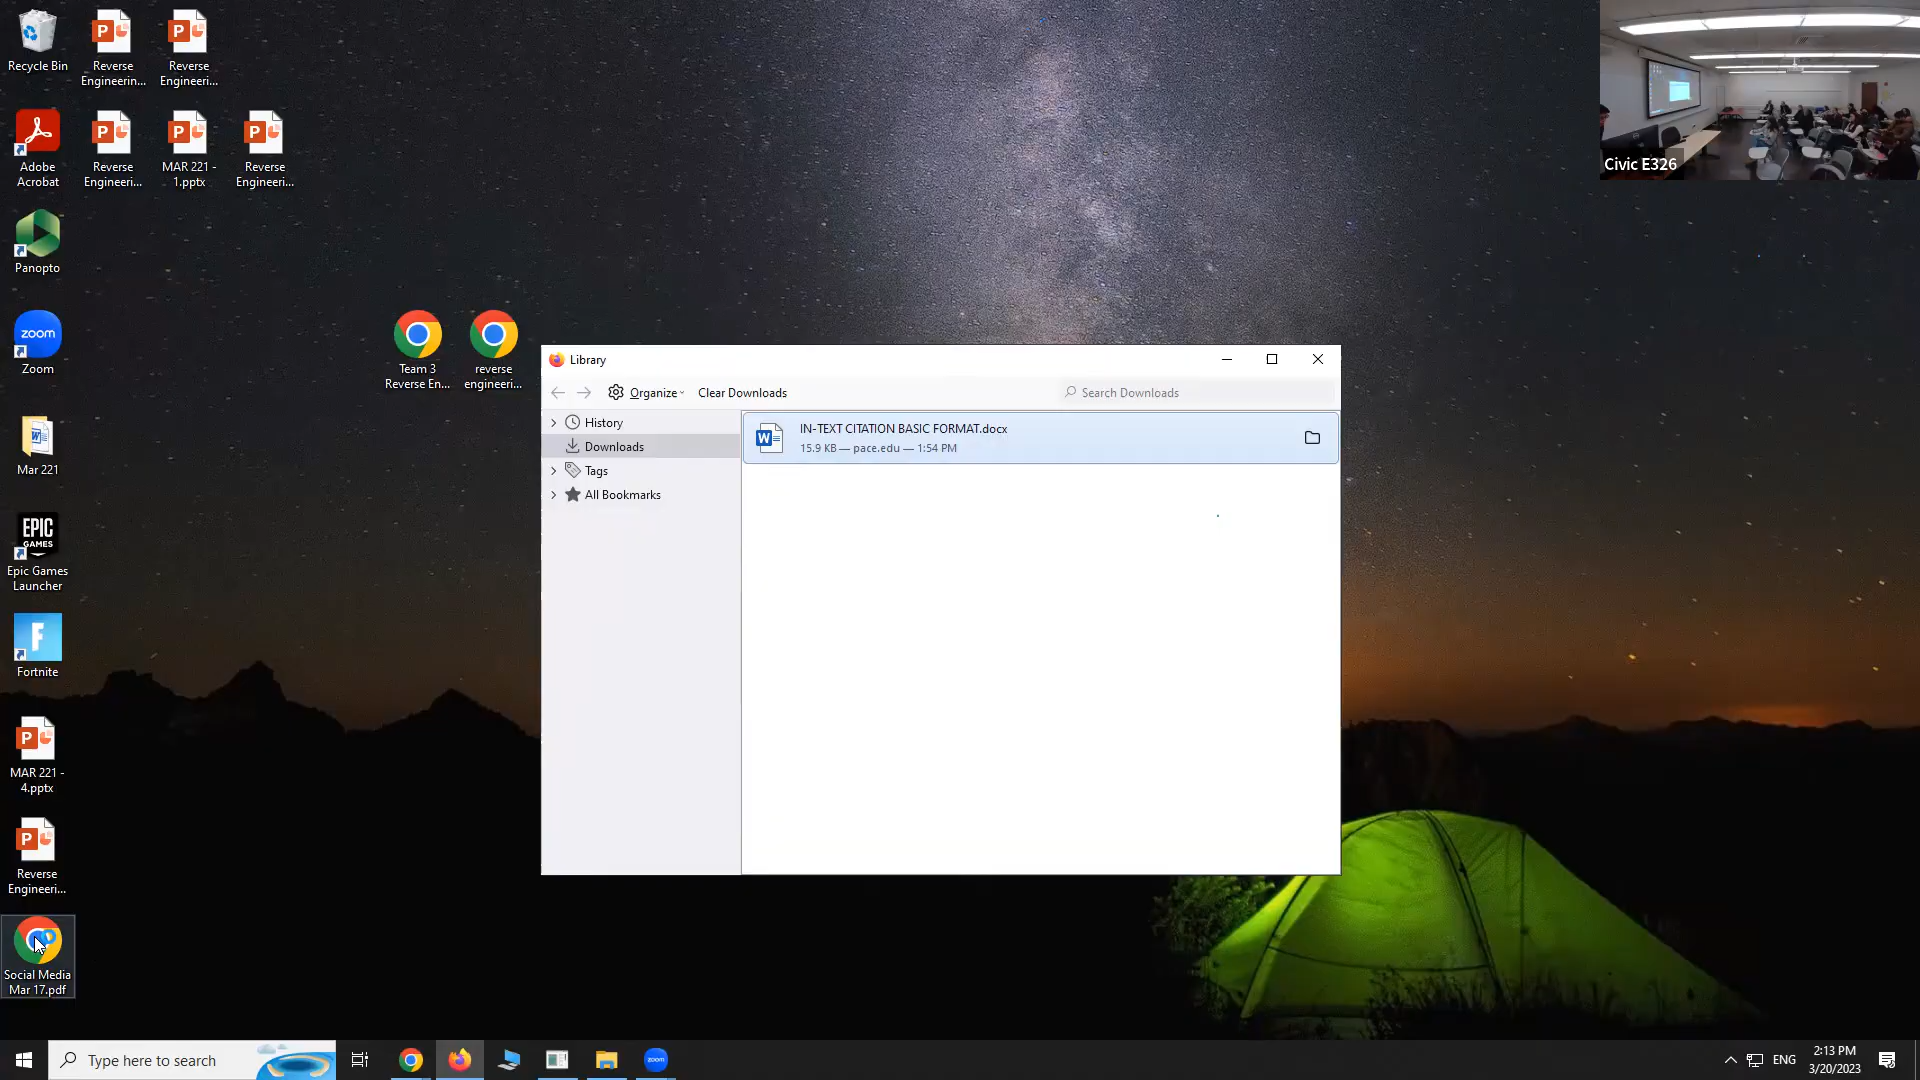 Recycle Bin
Reverse
Engineerin...
Reverse
Engineeri...
Adobe
Acrobat
Reverse
Engineeri...
MAR 221 -
1.pptx
Reverse
Engineeri...
Panopto
zoom
Zoom
Team 3
Reverse En...
reverse
engineeri...
Mar 221
EPIC
GAMES
Epic Games
Launcher
Fortnite
MAR 221 -
4.pptx
Reverse
Engineeri...
Social Media
Mar 17.pdf
Library
Organize
Clear Downloads
Search Downloads
History
Downloads
Tags
All Bookmarks
IN-TEXT CITATION BASIC FORMAT.docx
15.9 KB — pace.edu — 1:54 PM
Civic E326
Type here to search
zoom
ENG
2:13 PM
3/20/2023